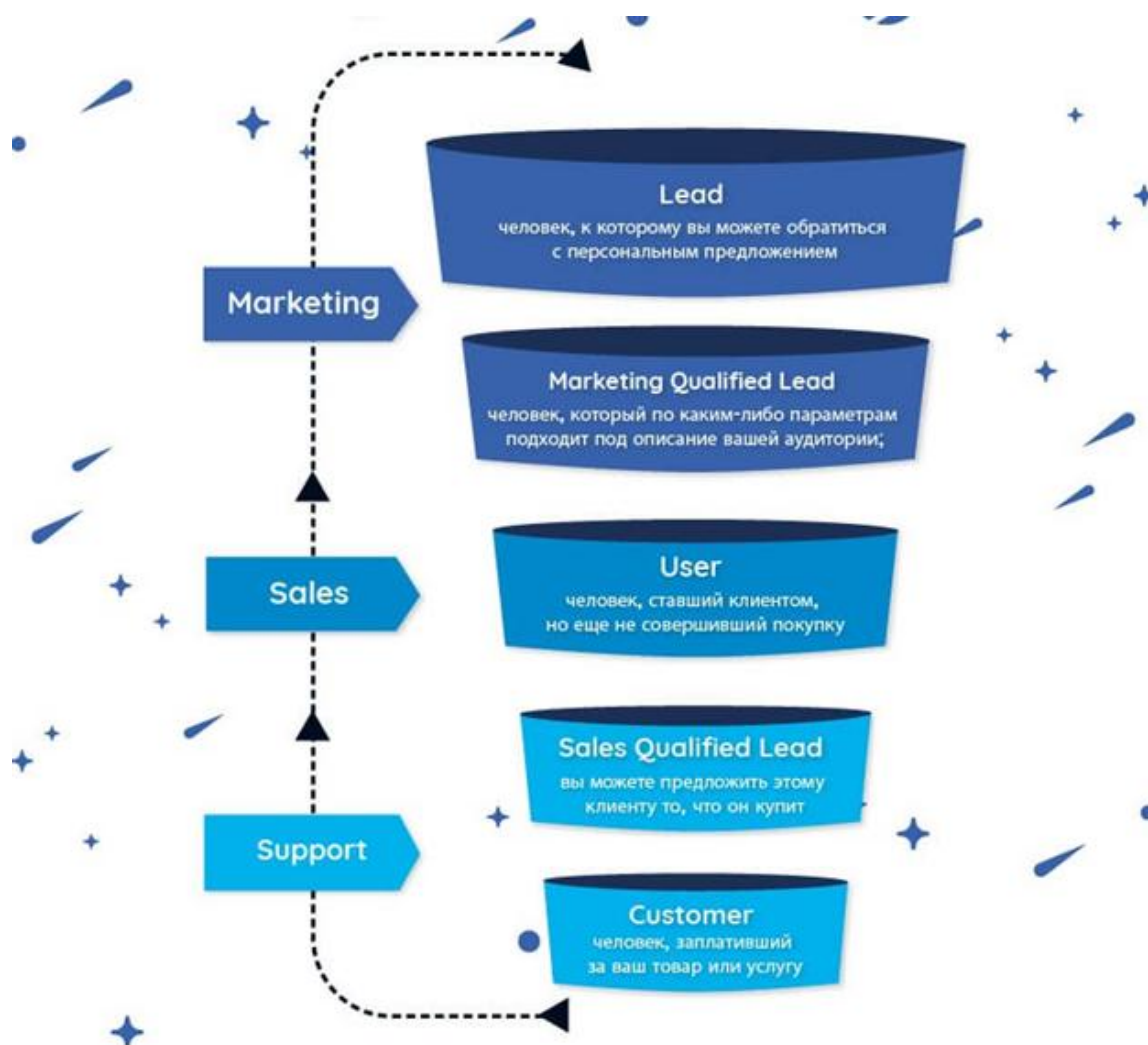 Lead
человек, к которому вы можете обратиться
с персональным предложением
Marketing
Marketing Qualified Lead
человек, который по каким-либо параметрам
подходит под описание вашей аудитории;
Sales
User
человек, ставший клиентом,
но еще не совершивший покупку
Sales Qualified Lead
вы можете предложить этому
клиенту то, что он купит
Support
Customer
человек, заплативший
за ваш товар или услугу